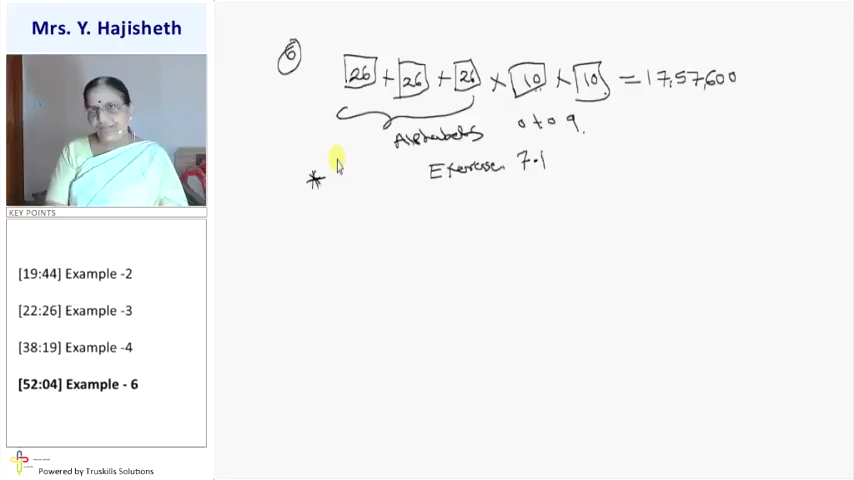 Mrs. Y. Hajisheth
KEY POINTS
[19:44] Example -2
[22:26] Example -3
[38:19] Example -4
[52:04] Example - 6
Powered by Truskills Solutions
6
26 + 26 + 26 × 10 × 10 = 17,57,600
Alphabets 0 to 9.
* Exercise 7.1